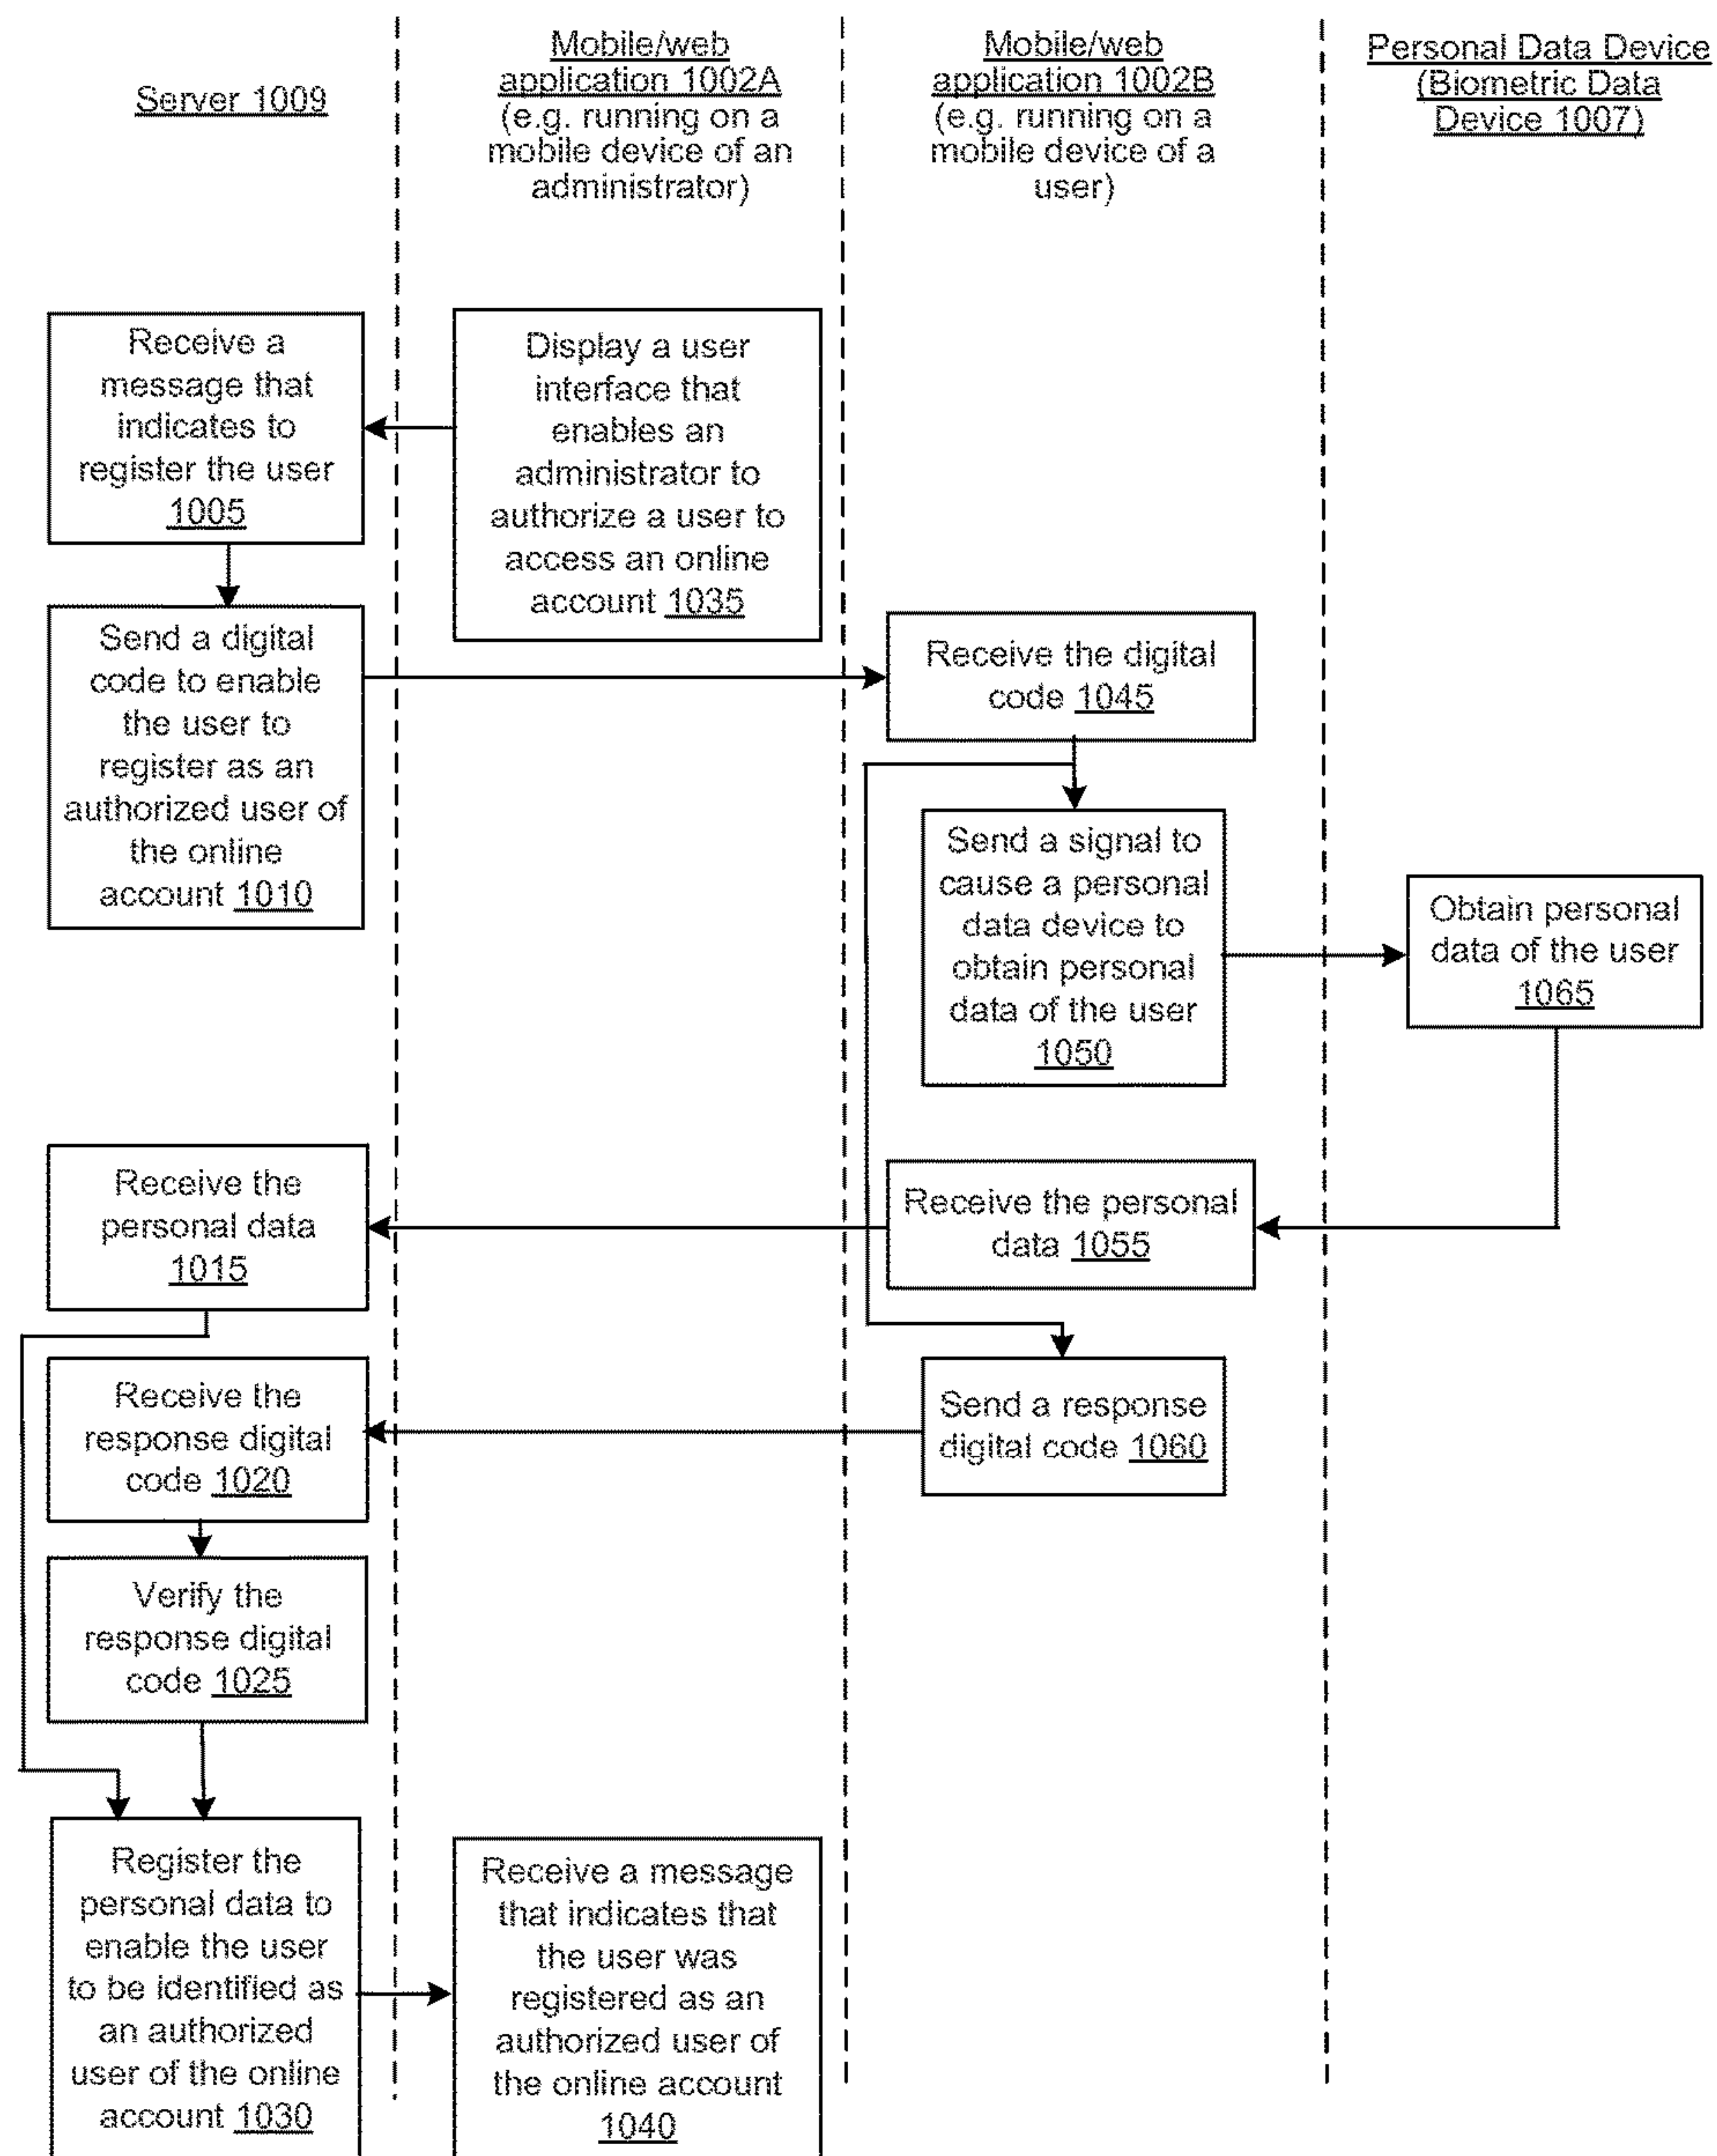 Server 1009
Mobile/web
application 1002A
(e.g. running on a
mobile device of an
administrator)
Mobile/web
application 1002B
(e.g. running on a
mobile device of a
user)
Personal Data Device
(Biometric Data
Device 1007)
Receive a
message that
indicates to
register the user
1005
Display a user
interface that
enables an
administrator to
authorize a user to
access an online
account 1035
Send a digital
code to enable
the user to
register as an
authorized user of
the online
account 1010
Receive the digital
code 1045
Send a signal to
cause a personal
data device to
obtain personal
data of the user
1050
Obtain personal
data of the user
1065
Receive the
personal data
1015
Receive the personal
data 1055
Receive the
response digital
code 1020
Send a response
digital code 1060
Verify the
response digital
code 1025
Register the
personal data to
enable the user
to be identified as
an authorized
user of the online
account 1030
Receive a message
that indicates that
the user was
registered as an
authorized user of
the online account
1040